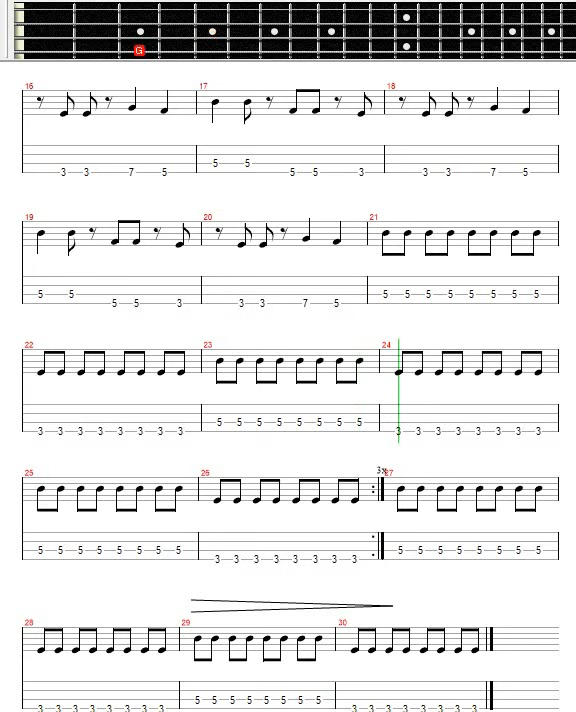 G
16 17 18
5 5
3 3 7 5 5 5 3 3 3 7 5
19 20 21
5 5 5 5 5 5 5 5 5 5
5 5 3 3 3 7 5
22 23 24
5 5 5 5 5 5 5 5
3 3 3 3 3 3 3 3 3 3 3 3 3 3 3 3
3x
25 26 27
5 5 5 5 5 5 5 5 5 5 5 5 5 5 5 5
3 3 3 3 3 3 3 3
28 29 30
5 5 5 5 5 5 5 5
3 3 3 3 3 3 3 3 3 3 3 3 3 3 3 3